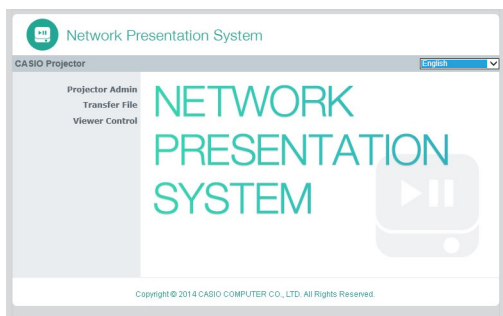 Network Presentation System
CASIO Projector
English
Projector Admin
Transfer File
Viewer Control
NETWORK
PRESENTATION
SYSTEM
Copyright © 2014 CASIO COMPUTER CO., LTD. All Rights Reserved.